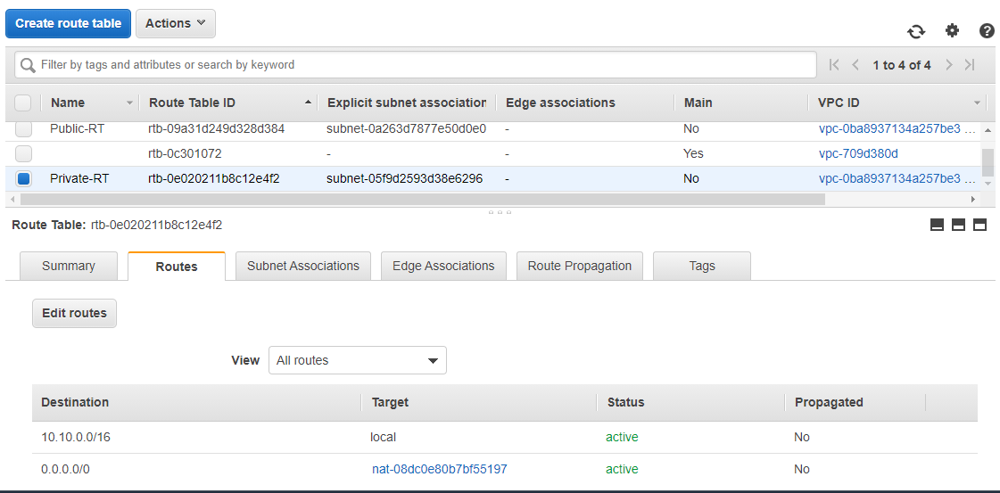 Create route table Actions
Filter by tags and attributes or search by keyword 1 to 4 of 4
Name Route Table ID Explicit subnet association Edge associations Main VPC ID
Public-RT rtb-09a31d249d328d384 subnet-0a263d7877e50d0e0 - No vpc-0ba8937134a257be3 ...
rtb-0c301072 - - Yes vpc-709d380d
Private-RT rtb-0e020211b8c12e4f2 subnet-05f9d2593d38e6296 - No vpc-0ba8937134a257be3 ...
Route Table: rtb-0e020211b8c12e4f2
Summary Routes Subnet Associations Edge Associations Route Propagation Tags
Edit routes
View All routes
Destination Target Status Propagated
10.10.0.0/16 local active No
0.0.0.0/0 nat-08dc0e80b7bf55197 active No